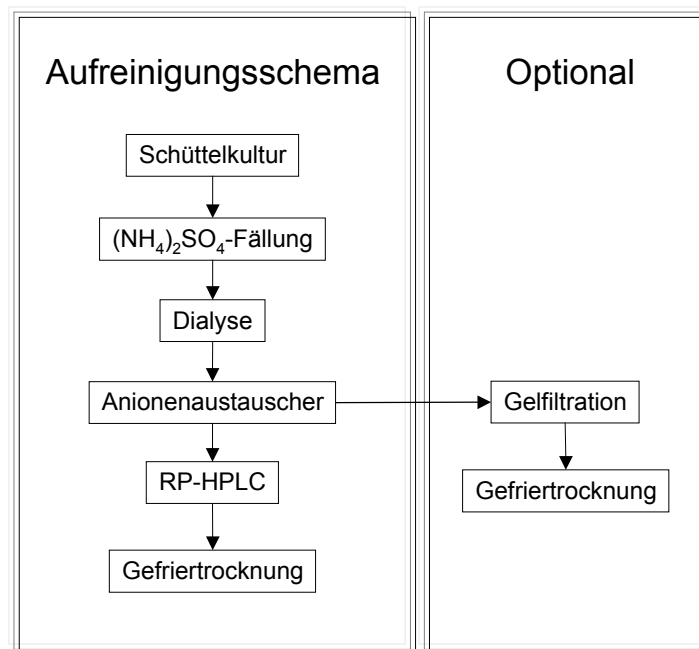 Aufreinigungsschema
Schüttelkultur
(NH₄)₂SO₄-Fällung
Dialyse
Anionenaustauscher
RP-HPLC
Gefriertrocknung
Optional
Gelfiltration
Gefriertrocknung